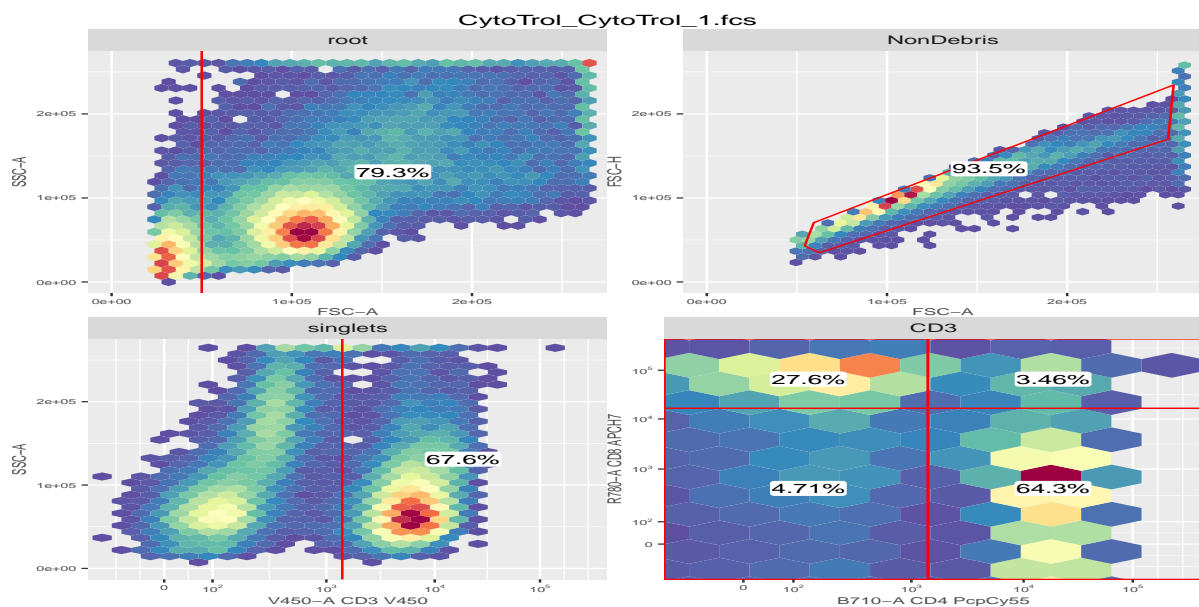 CytoTrol_CytoTrol_1.fcs
root
SSC−A
2e+05
1e+05
0e+00
79.3%
0e+00 1e+05 2e+05
FSC−A
NonDebris
FSC−H
2e+05
1e+05
0e+00
93.5%
0e+00 1e+05 2e+05
FSC−A
singlets
SSC−A
2e+05
1e+05
0e+00
67.6%
0 10² 10³ 10⁴ 10⁵
V450−A CD3 V450
CD3
R780−A CD8 APCH7
10⁵
10⁴
10³
10²
0
27.6% 3.46%
4.71% 64.3%
0 10² 10³ 10⁴ 10⁵
B710−A CD4 PcpCy55